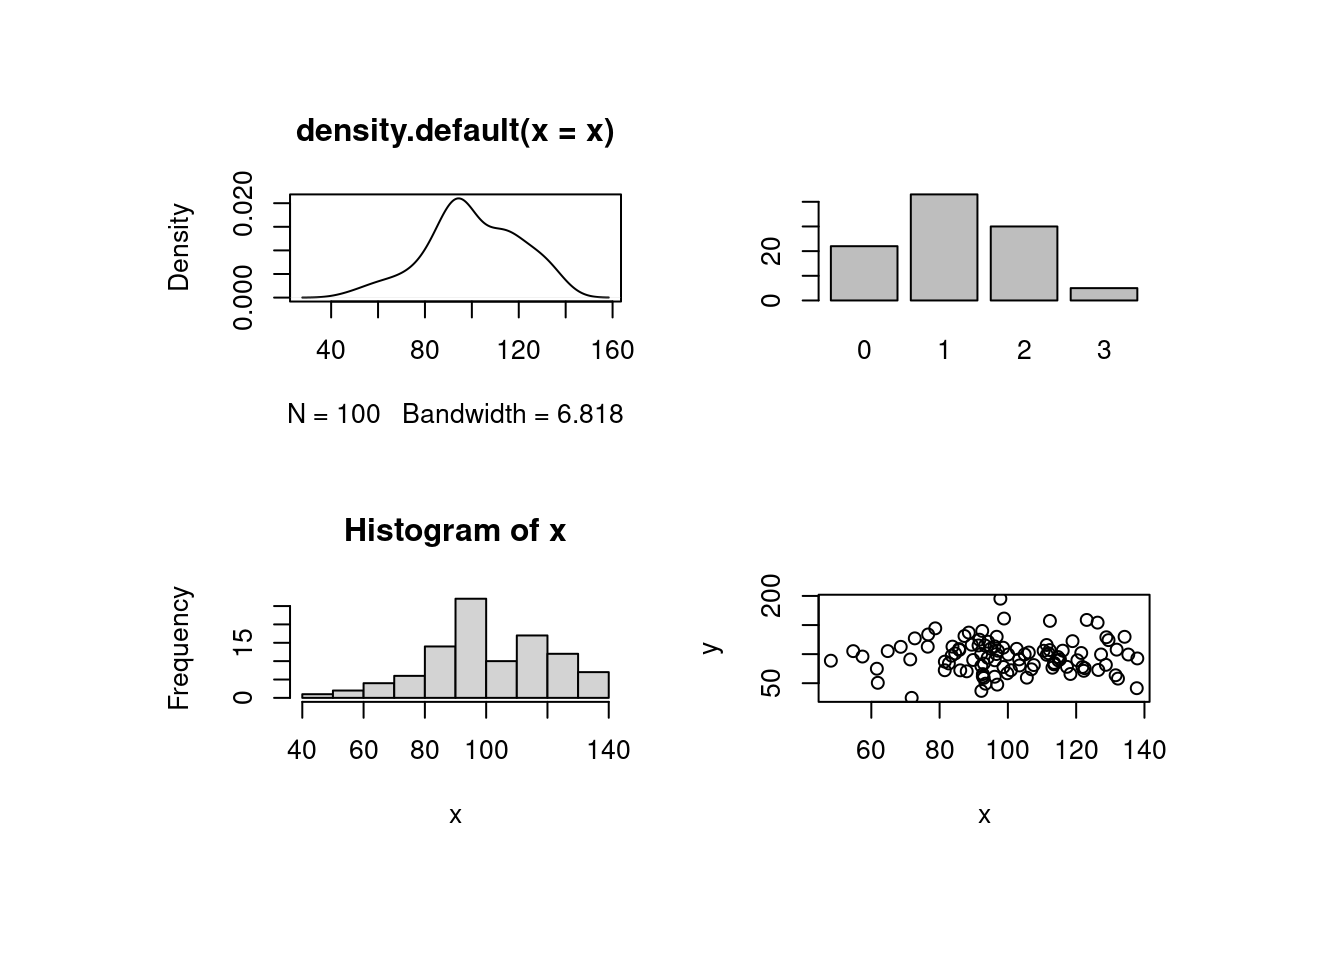 density.default(x = x)
Density
0.000 0.020
40 80 120 160
N = 100 Bandwidth = 6.818
0 20
0 1 2 3
Histogram of x
Frequency
0 15
40 60 80 100 140
x
y
50 200
60 80 100 120 140
x